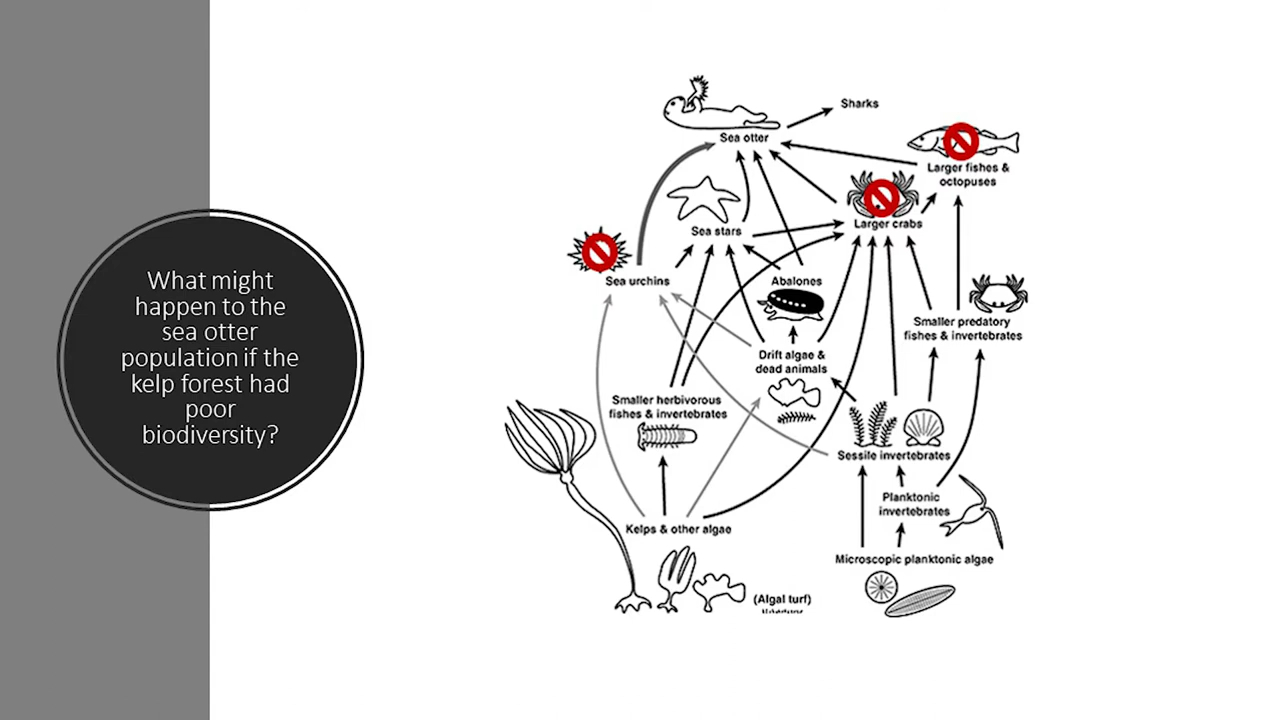 What might
happen to the
sea otter
population if the
kelp forest had
poor
biodiversity?
Sharks
Sea otter
Larger fishes &
octopuses
Larger crabs
Sea stars
Sea urchins
Abalones
Smaller predatory
fishes & invertebrates
Drift algae &
dead animals
Smaller herbivorous
fishes & invertebrates
Sessile invertebrates
Planktonic
invertebrates
Kelps & other algae
Microscopic planktonic algae
(Algal turf)